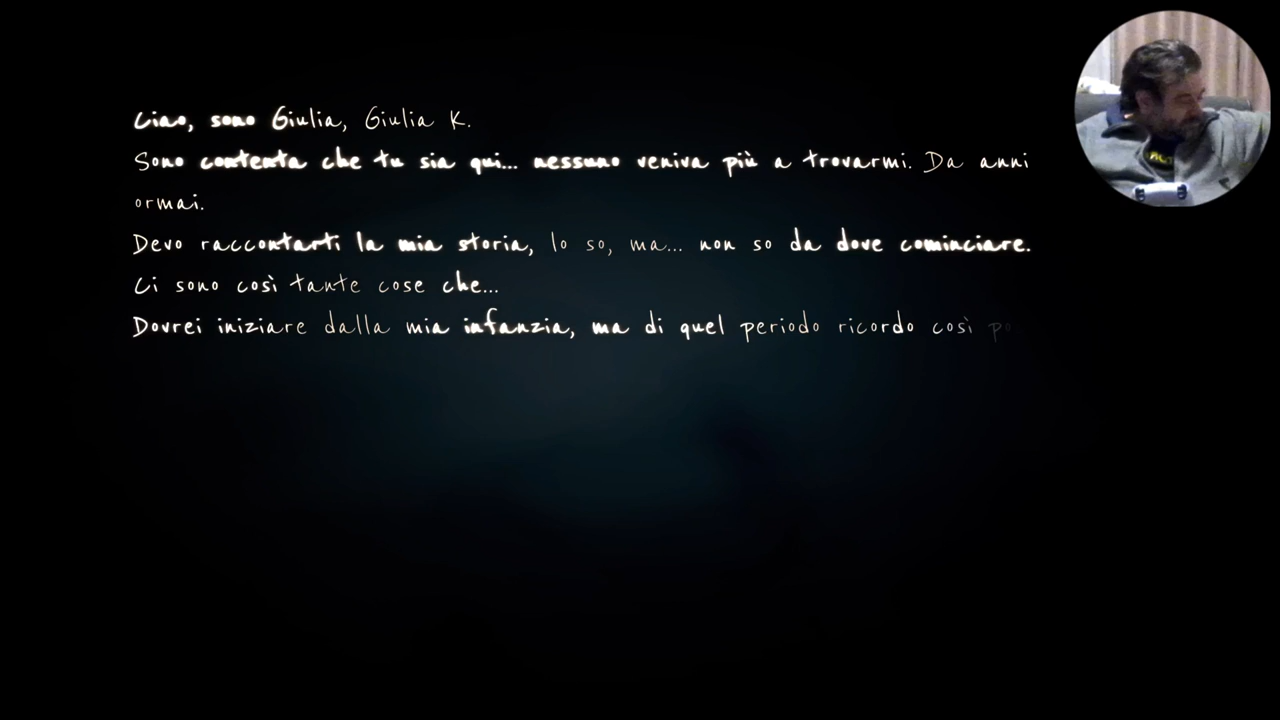 Ciao, sono Giulia, Giulia K.
Sono contenta che tu sia qui... nessuno veniva più a trovarmi. Da anni
ormai.
Devo raccontarti la mia storia, lo so, ma... non so da dove cominciare.
Ci sono così tante cose che...
Dovrei iniziare dalla mia infanzia, ma di quel periodo ricordo così